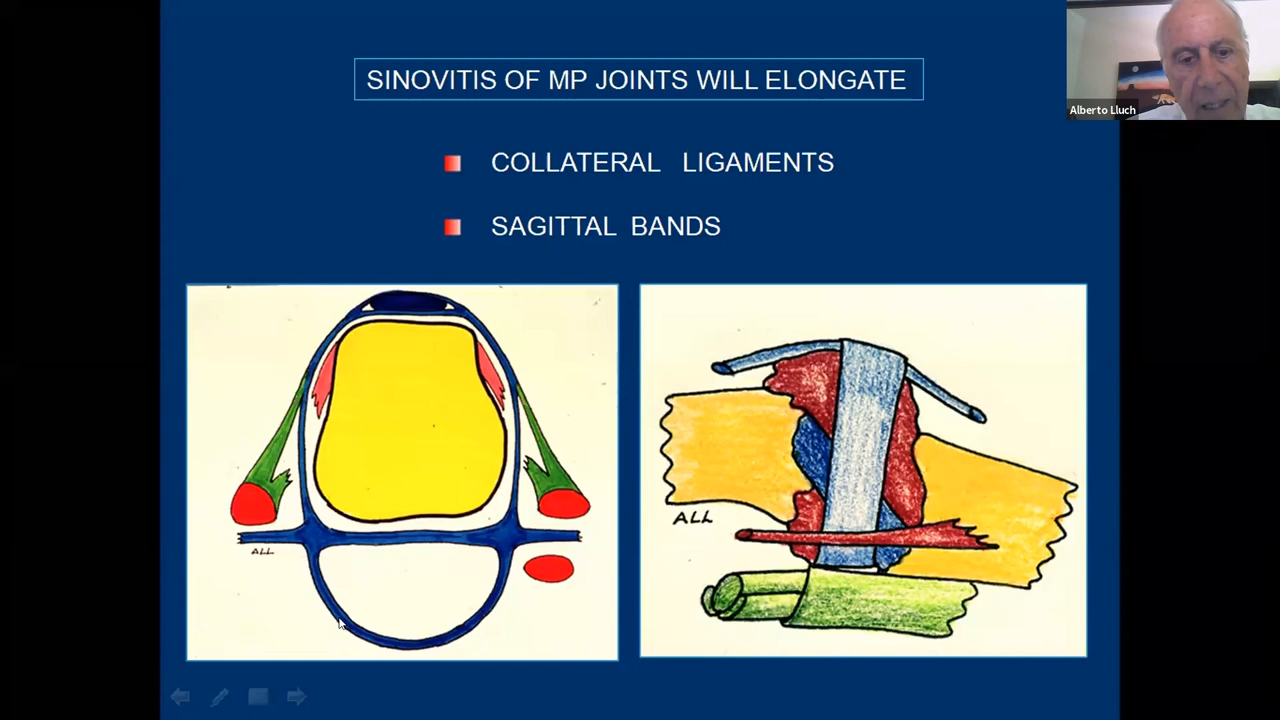 SINOVITIS OF MP JOINTS WILL ELONGATE
Alberto Lluch
COLLATERAL LIGAMENTS
SAGITTAL BANDS
ALL
ALL